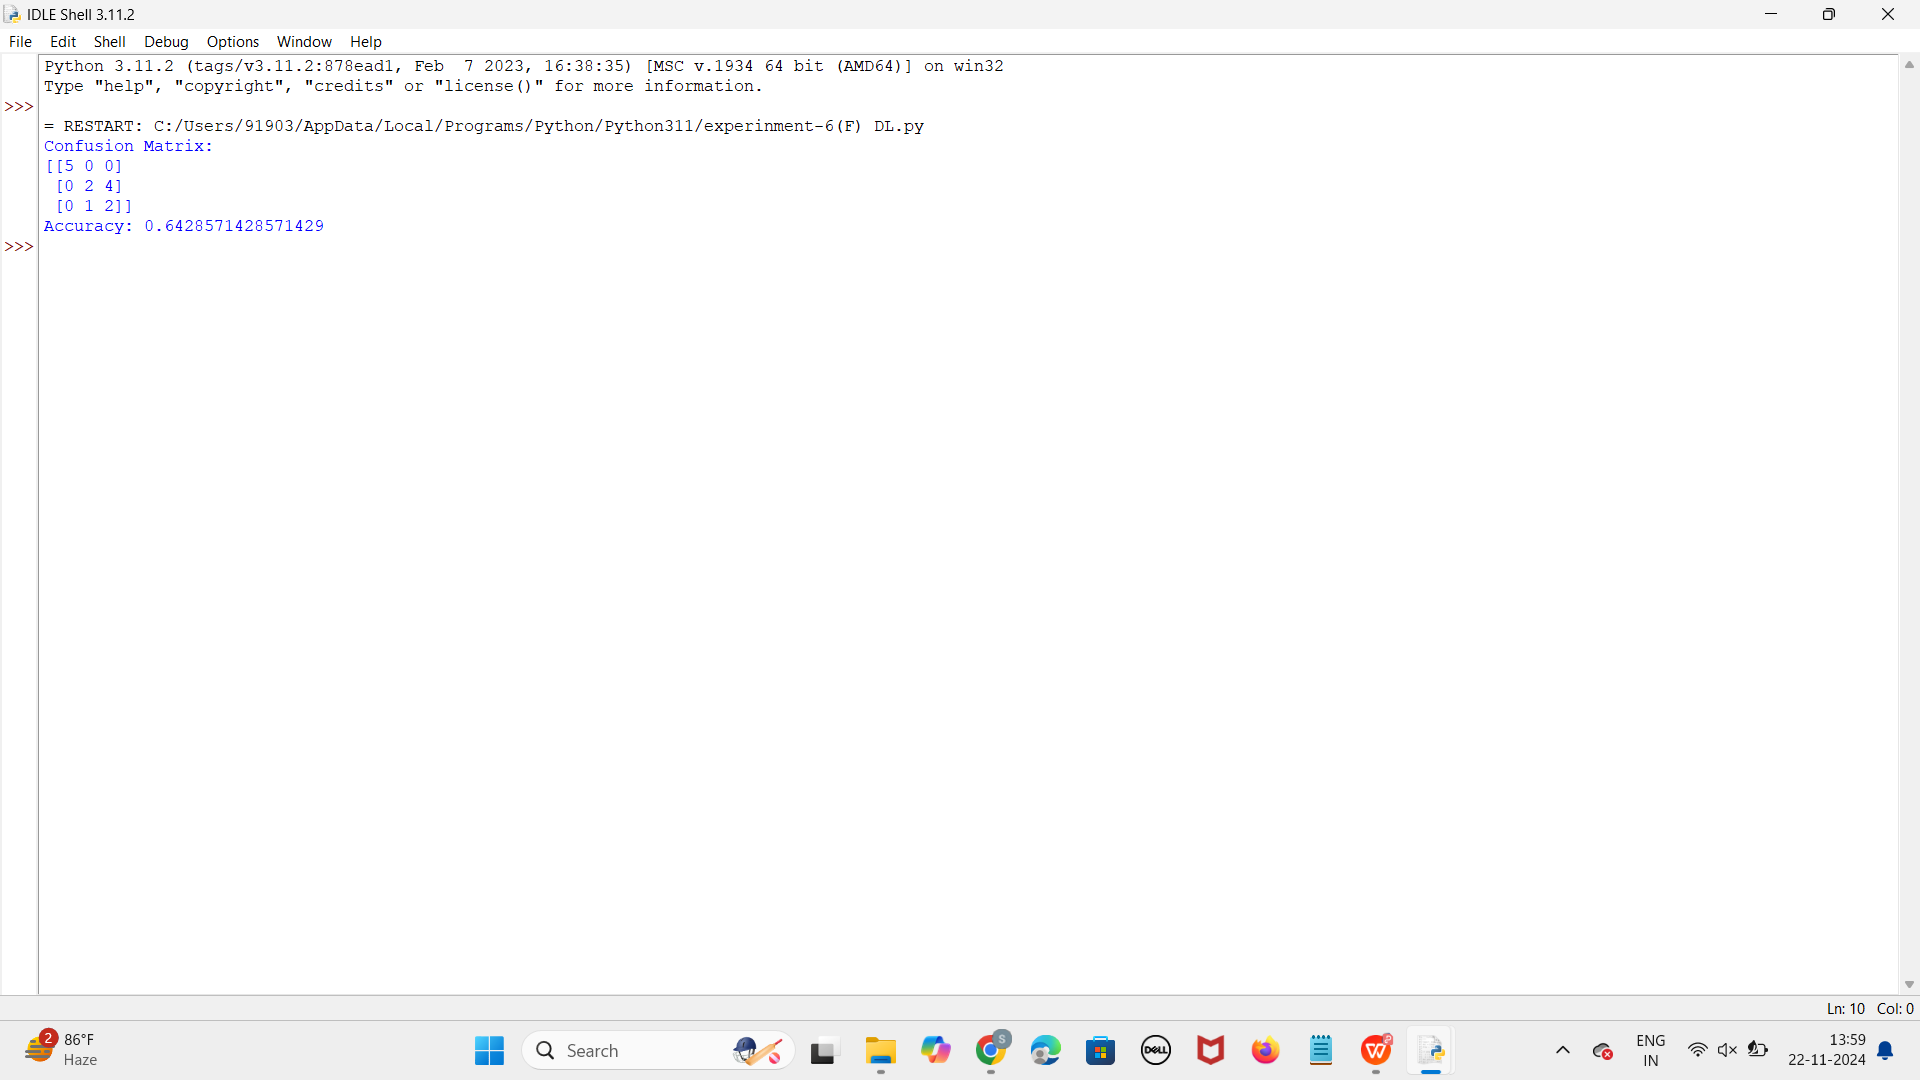 IDLE Shell 3.11.2
File Edit Shell Debug Options Window Help
Python 3.11.2 (tags/v3.11.2:878ead1, Feb  7 2023, 16:38:35) [MSC v.1934 64 bit (AMD64)] on win32
Type "help", "copyright", "credits" or "license()" for more information.
>>>
= RESTART: C:/Users/91903/AppData/Local/Programs/Python/Python311/experinment-6(F) DL.py
Confusion Matrix:
[[5 0 0]
 [0 2 4]
 [0 1 2]]
Accuracy: 0.6428571428571429
>>>
Ln: 10 Col: 0
2 86°F
Haze
Search
S
DELL
W
ENG
IN
13:59
22-11-2024